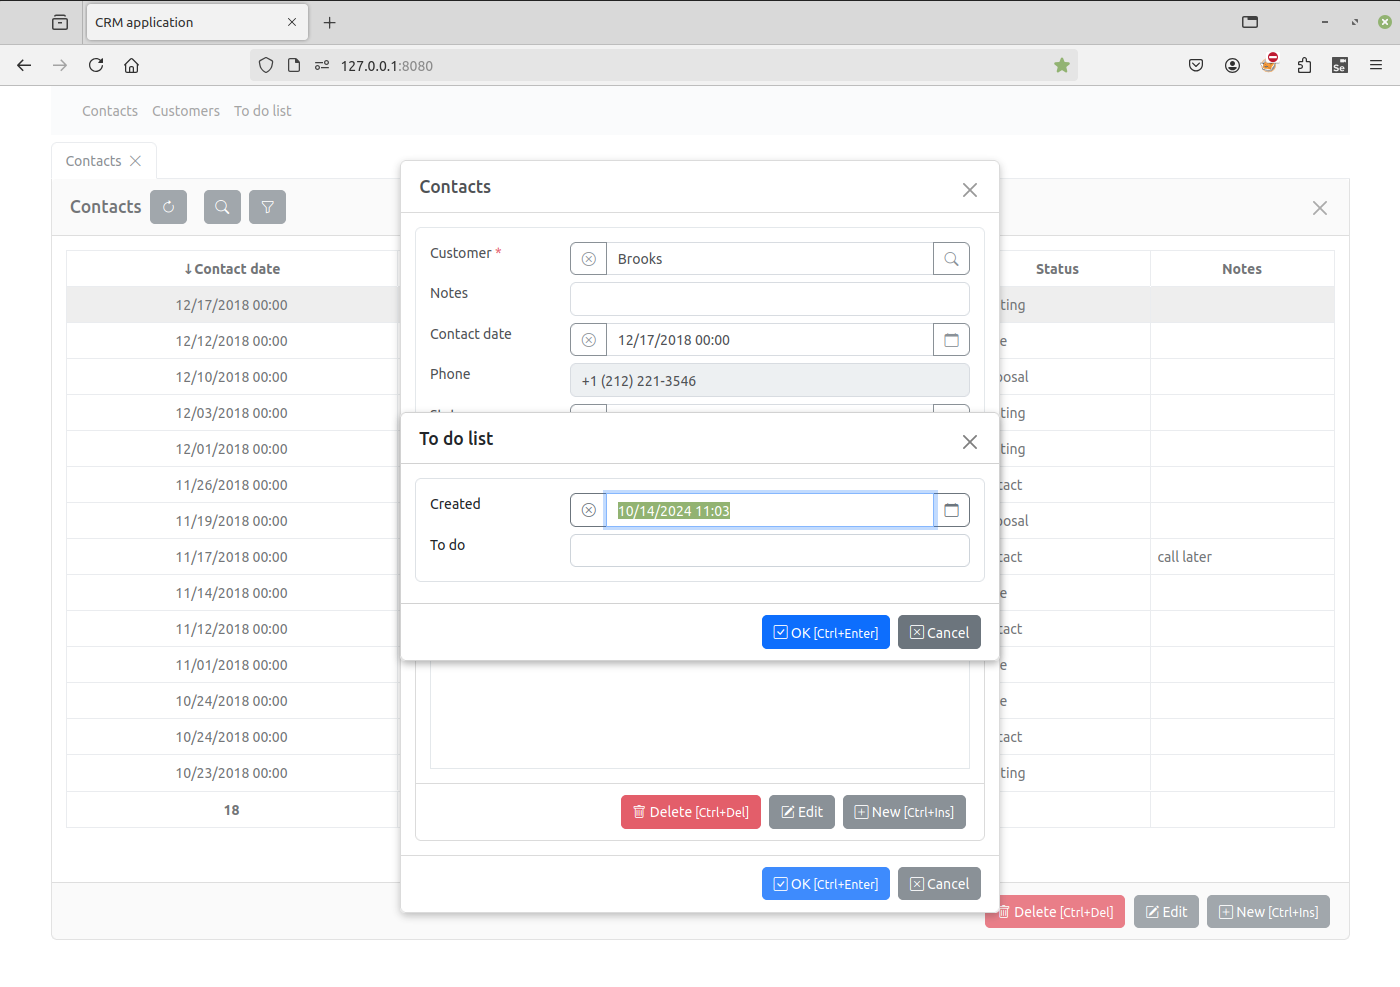 CRM application
127.0.0.1:8080
Se
Contacts Customers To do list
Contacts
Contacts
↓Contact date Status Notes
12/17/2018 00:00 ting
12/12/2018 00:00 e
12/10/2018 00:00 osal
12/03/2018 00:00 ting
12/01/2018 00:00 ting
11/26/2018 00:00 tact
11/19/2018 00:00 osal
11/17/2018 00:00 tact call later
11/14/2018 00:00 e
11/12/2018 00:00 tact
11/01/2018 00:00 e
10/24/2018 00:00 e
10/24/2018 00:00 tact
10/23/2018 00:00 ting
18
Delete [Ctrl+Del] Edit New [Ctrl+Ins]
Contacts
Customer * Brooks
Notes
Contact date 12/17/2018 00:00
Phone +1 (212) 221-3546
To do list
Created 10/14/2024 11:03
To do
OK [Ctrl+Enter] Cancel
Delete [Ctrl+Del] Edit New [Ctrl+Ins]
OK [Ctrl+Enter] Cancel